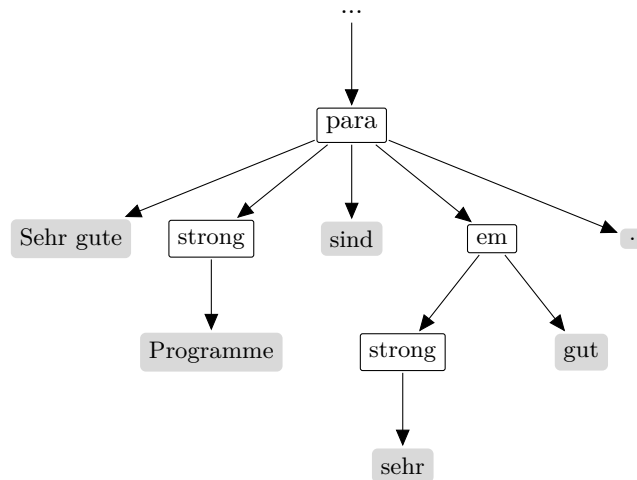 ...
para
Sehr gute
strong
sind
em
.
Programme
strong
gut
sehr